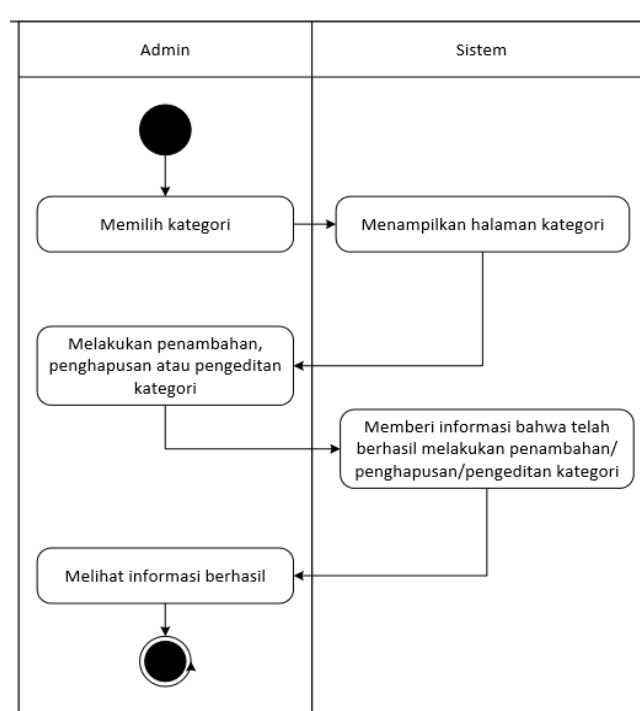 Admin
Sistem
Memilih kategori
Menampilkan halaman kategori
Melakukan penambahan,
penghapusan atau pengeditan
kategori
Memberi informasi bahwa telah
berhasil melakukan penambahan/
penghapusan/pengeditan kategori
Melihat informasi berhasil